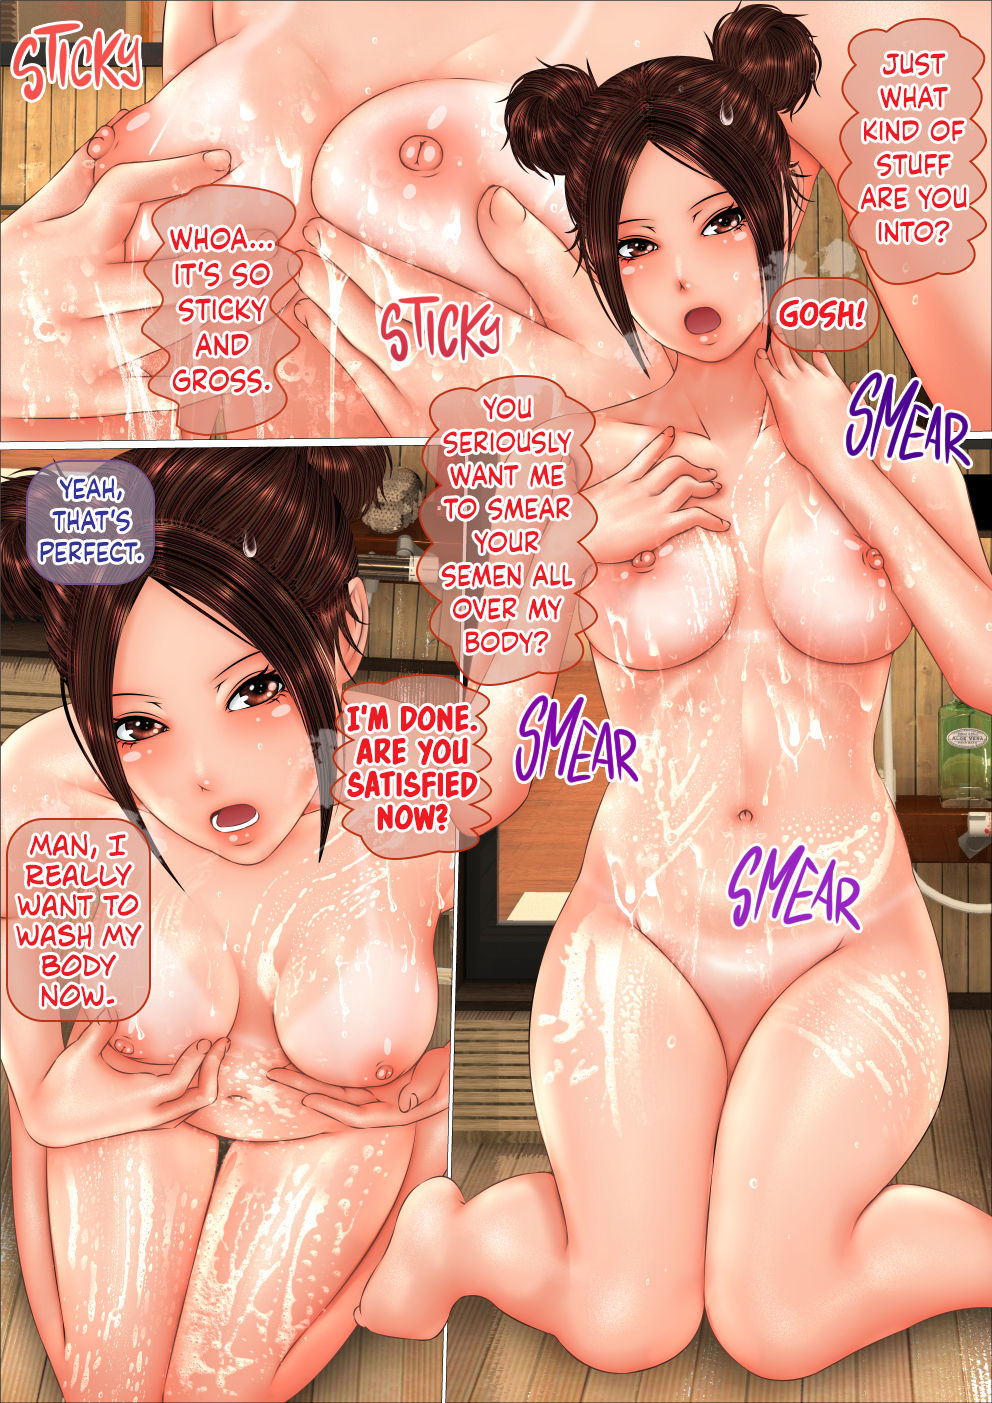 STICKY
JUST
WHAT
KIND OF
STUFF
ARE YOU
INTO?
WHOA...
IT'S SO
STICKY
AND
GROSS.
GOSH!
STICKY
SMEAR
YOU
SERIOUSLY
WANT ME
TO SMEAR
YOUR
SEMEN ALL
OVER MY
BODY?
SMEAR
SMEAR
YEAH,
THAT'S
PERFECT.
I'M DONE.
ARE YOU
SATISFIED
NOW?
MAN, I
REALLY
WANT TO
WASH MY
BODY
NOW.
ALOE VERA